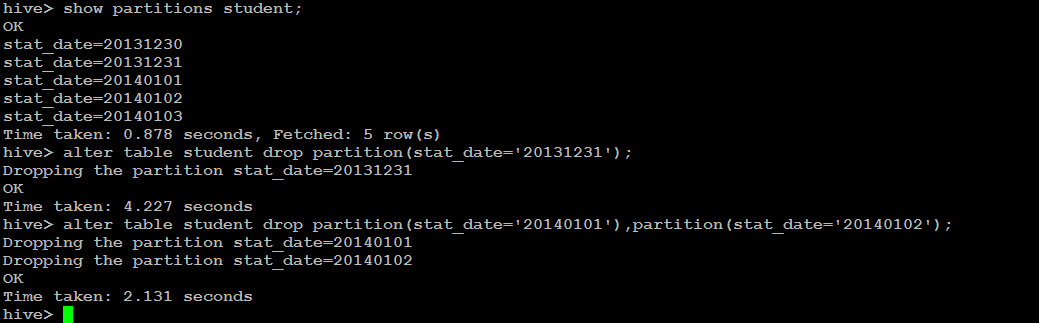 hive> show partitions student;
OK
stat_date=20131230
stat_date=20131231
stat_date=20140101
stat_date=20140102
stat_date=20140103
Time taken: 0.878 seconds, Fetched: 5 row(s)
hive> alter table student drop partition(stat_date='20131231');
Dropping the partition stat_date=20131231
OK
Time taken: 4.227 seconds
hive> alter table student drop partition(stat_date='20140101'),partition(stat_date='20140102');
Dropping the partition stat_date=20140101
Dropping the partition stat_date=20140102
OK
Time taken: 2.131 seconds
hive>